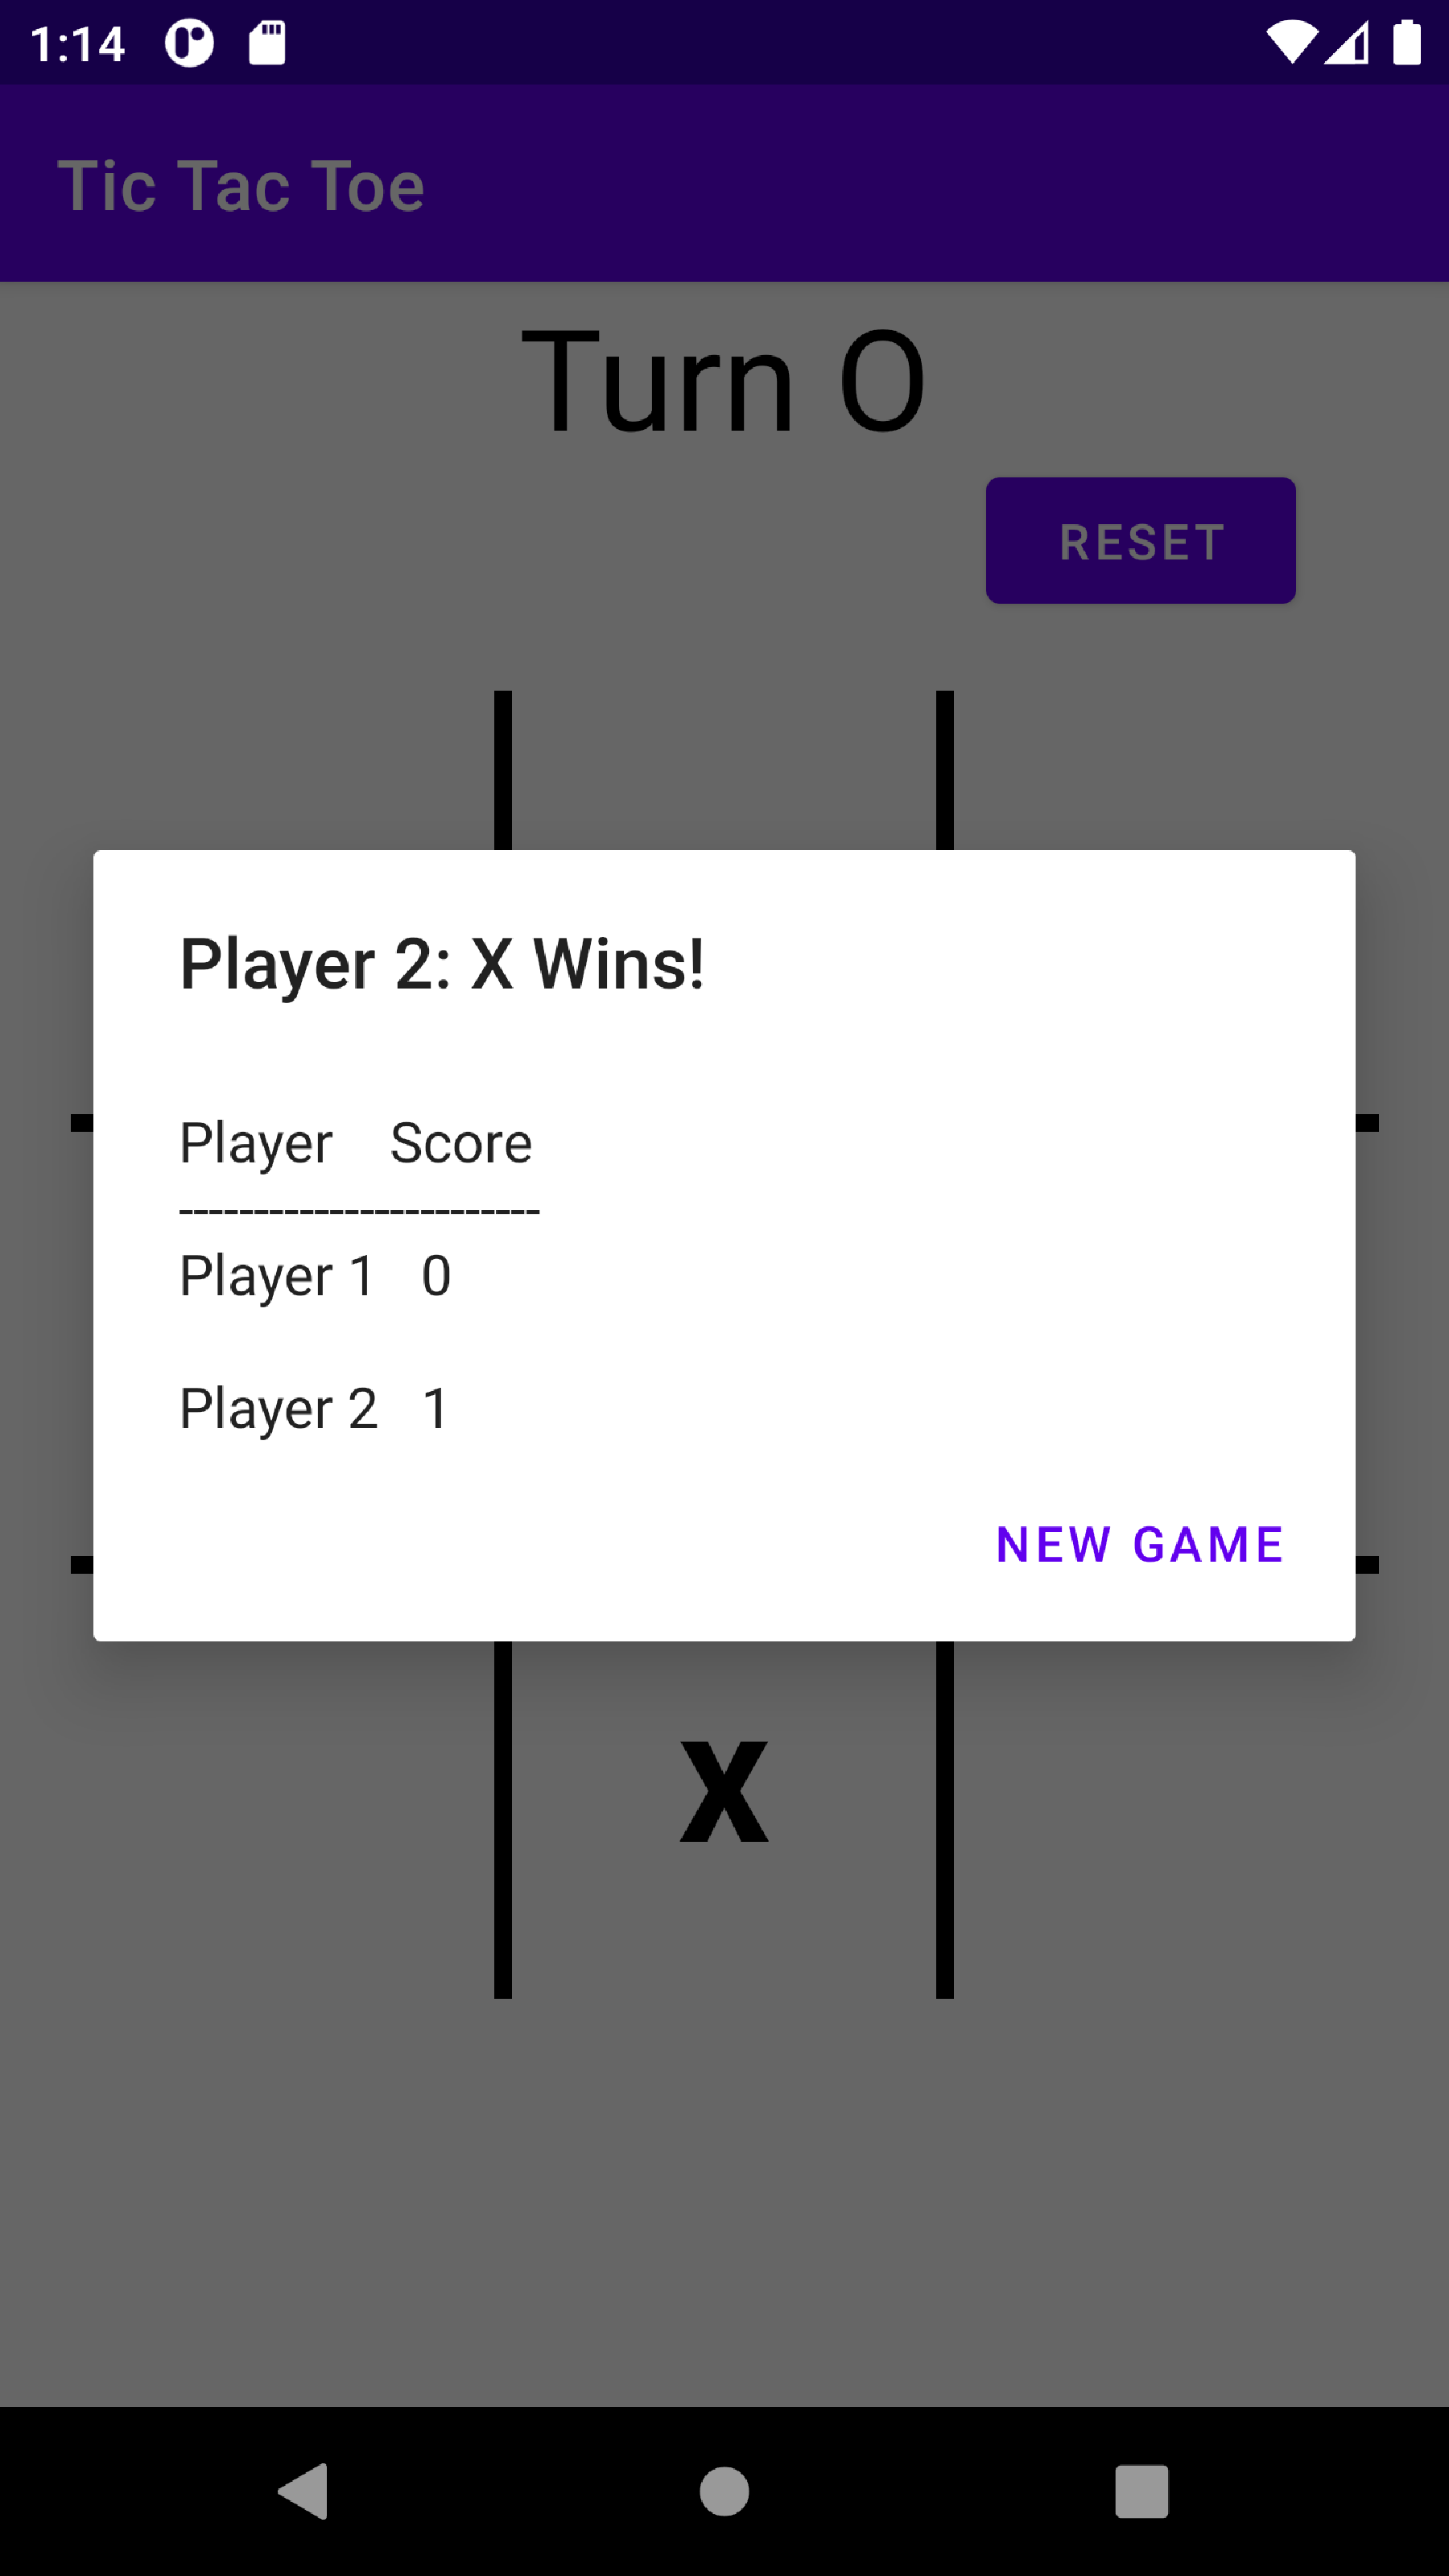 1:14
Tic Tac Toe
Turn O
RESET
Player 2: X Wins!
Player Score
------------------------
Player 1 0
Player 2 1
NEW GAME
X